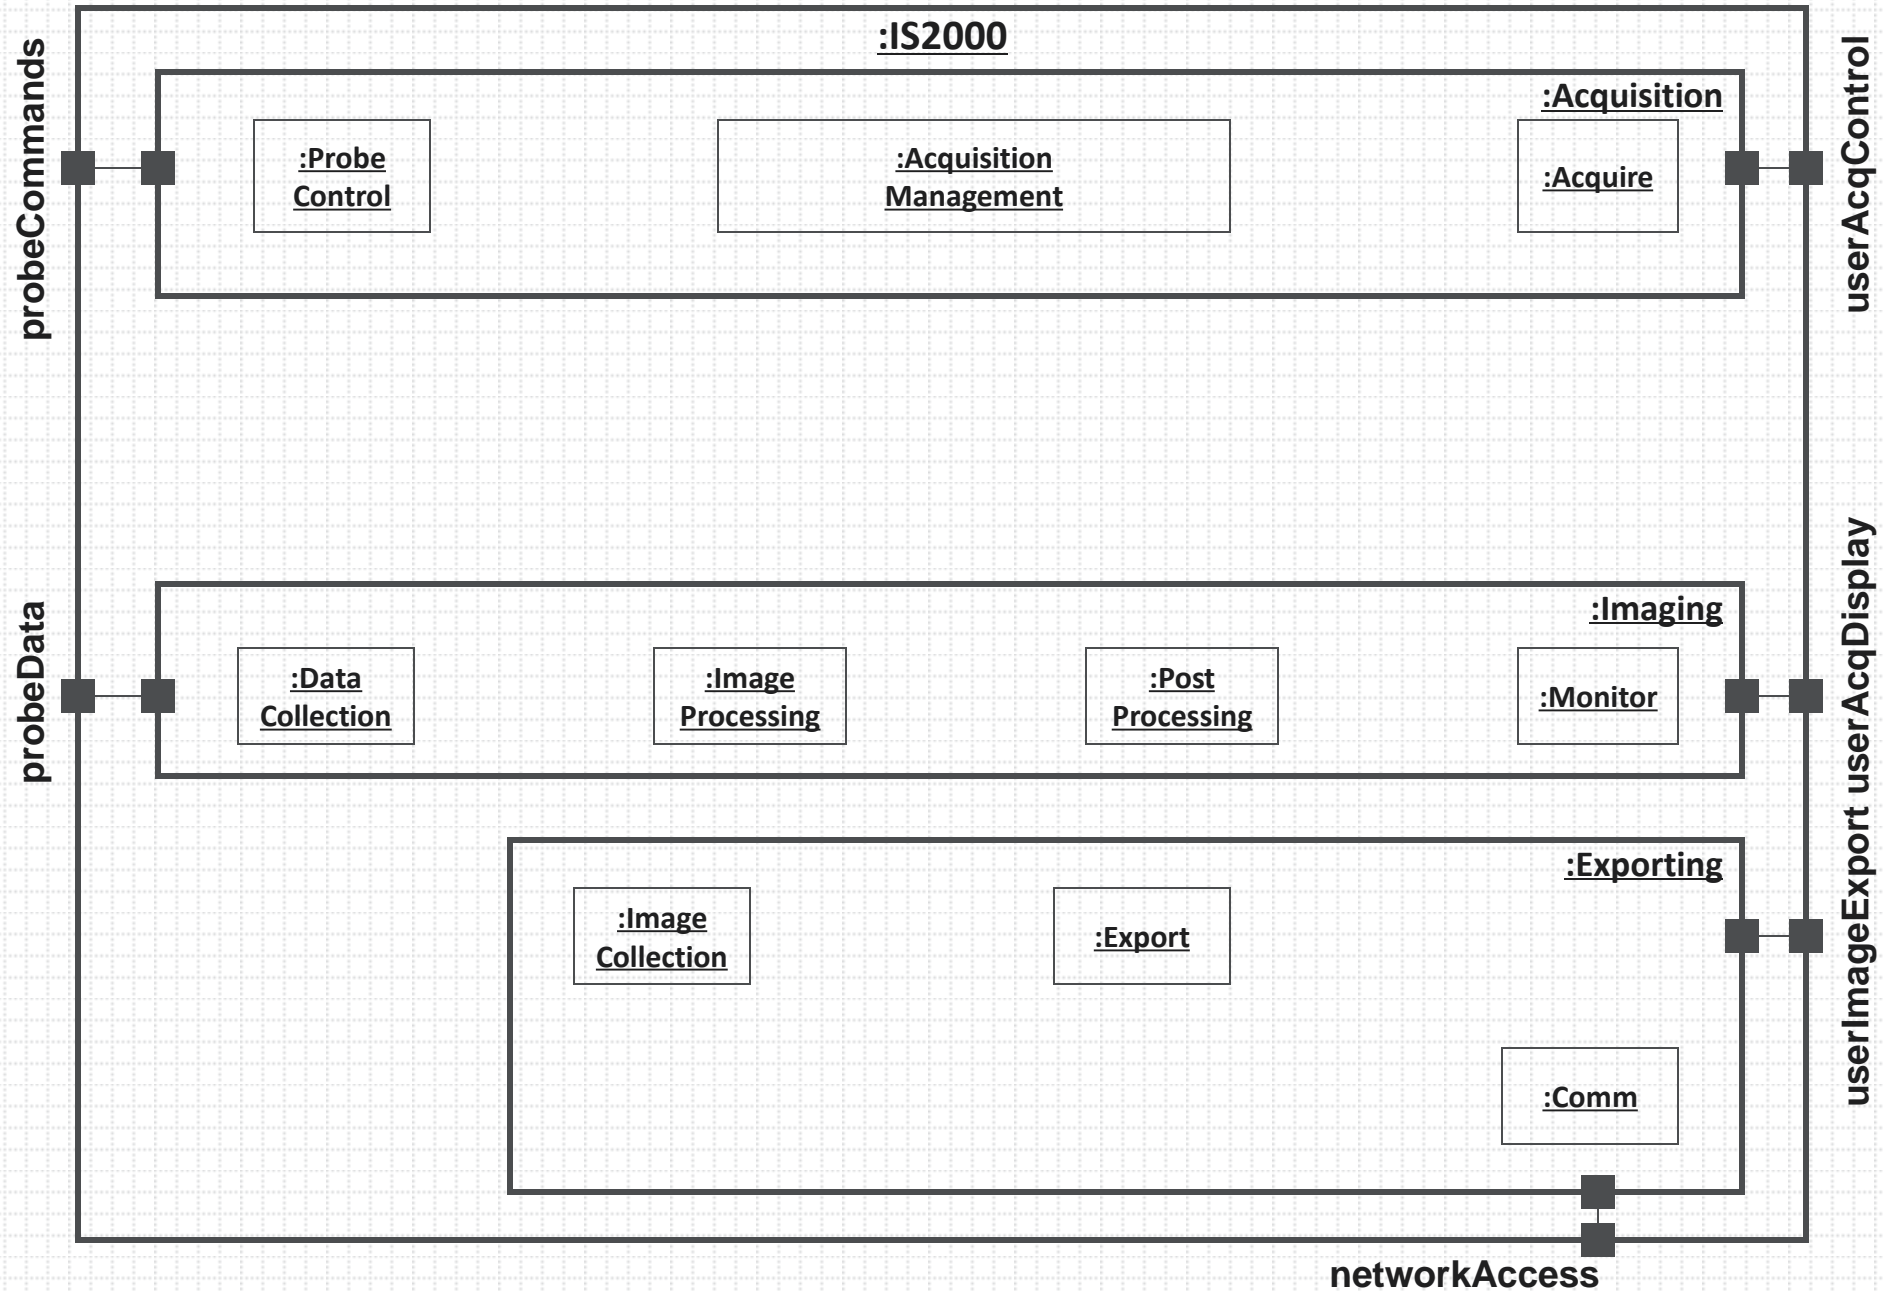 :IS2000
probeCommands
:Acquisition
userAcqControl
:Probe
Control
:Acquisition
Management
:Acquire
probeData
:Imaging
userAcqDisplay
:Data
Collection
:Image
Processing
:Post
Processing
:Monitor
:Exporting
userImageExport
:Image
Collection
:Export
:Comm
networkAccess